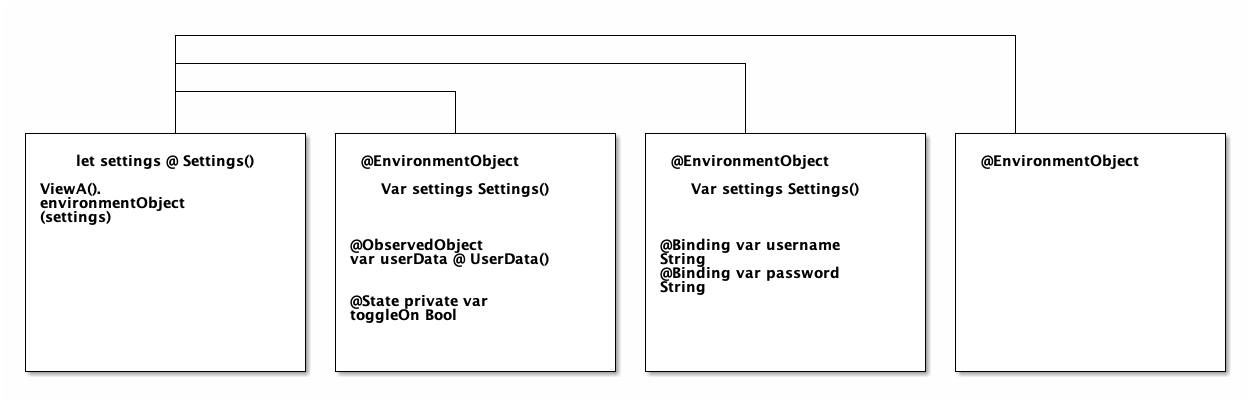 let settings @ Settings()
ViewA().
environmentObject
(settings)
@EnvironmentObject
Var settings Settings()
@ObservedObject
var userData @ UserData()
@State private var
toggleOn Bool
@EnvironmentObject
Var settings Settings()
@Binding var username
String
@Binding var password
String
@EnvironmentObject